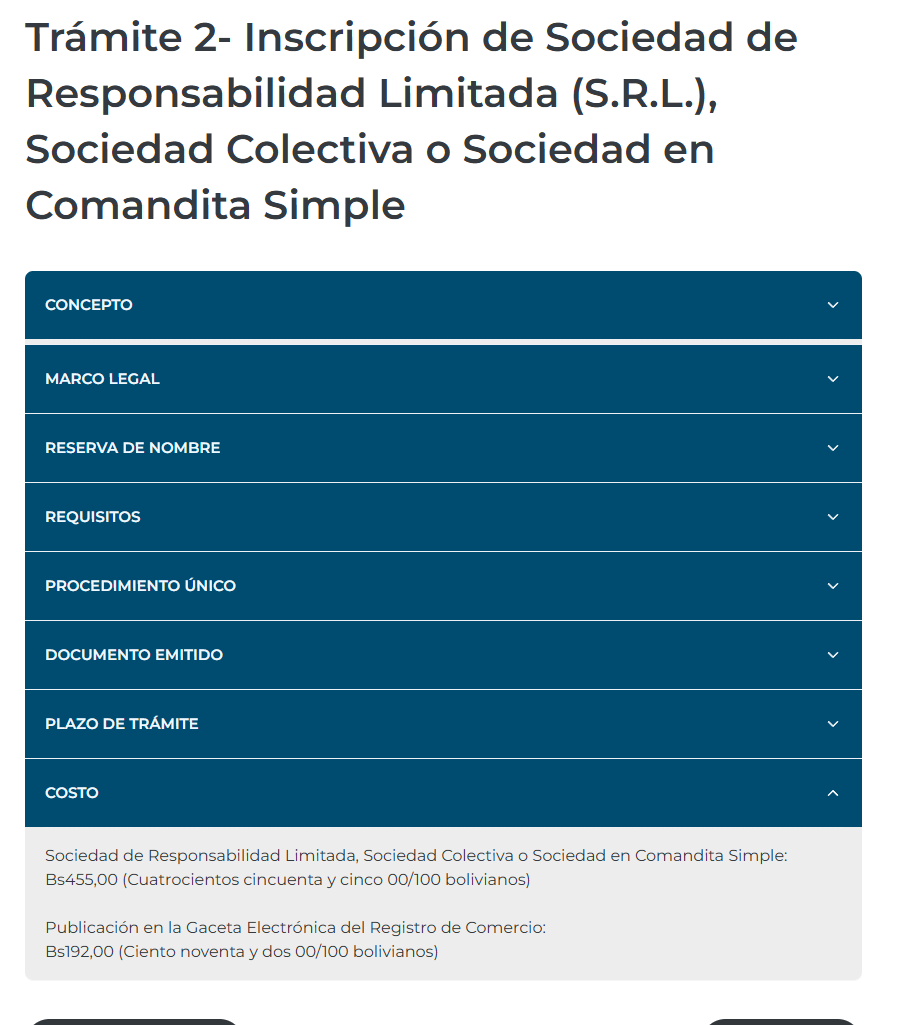 Trámite 2- Inscripción de Sociedad de
Responsabilidad Limitada (S.R.L.),
Sociedad Colectiva o Sociedad en
Comandita Simple
CONCEPTO
MARCO LEGAL
RESERVA DE NOMBRE
REQUISITOS
PROCEDIMIENTO ÚNICO
DOCUMENTO EMITIDO
PLAZO DE TRÁMITE
COSTO
Sociedad de Responsabilidad Limitada, Sociedad Colectiva o Sociedad en Comandita Simple:
Bs455,00 (Cuatrocientos cincuenta y cinco 00/100 bolivianos)
Publicación en la Gaceta Electrónica del Registro de Comercio:
Bs192,00 (Ciento noventa y dos 00/100 bolivianos)